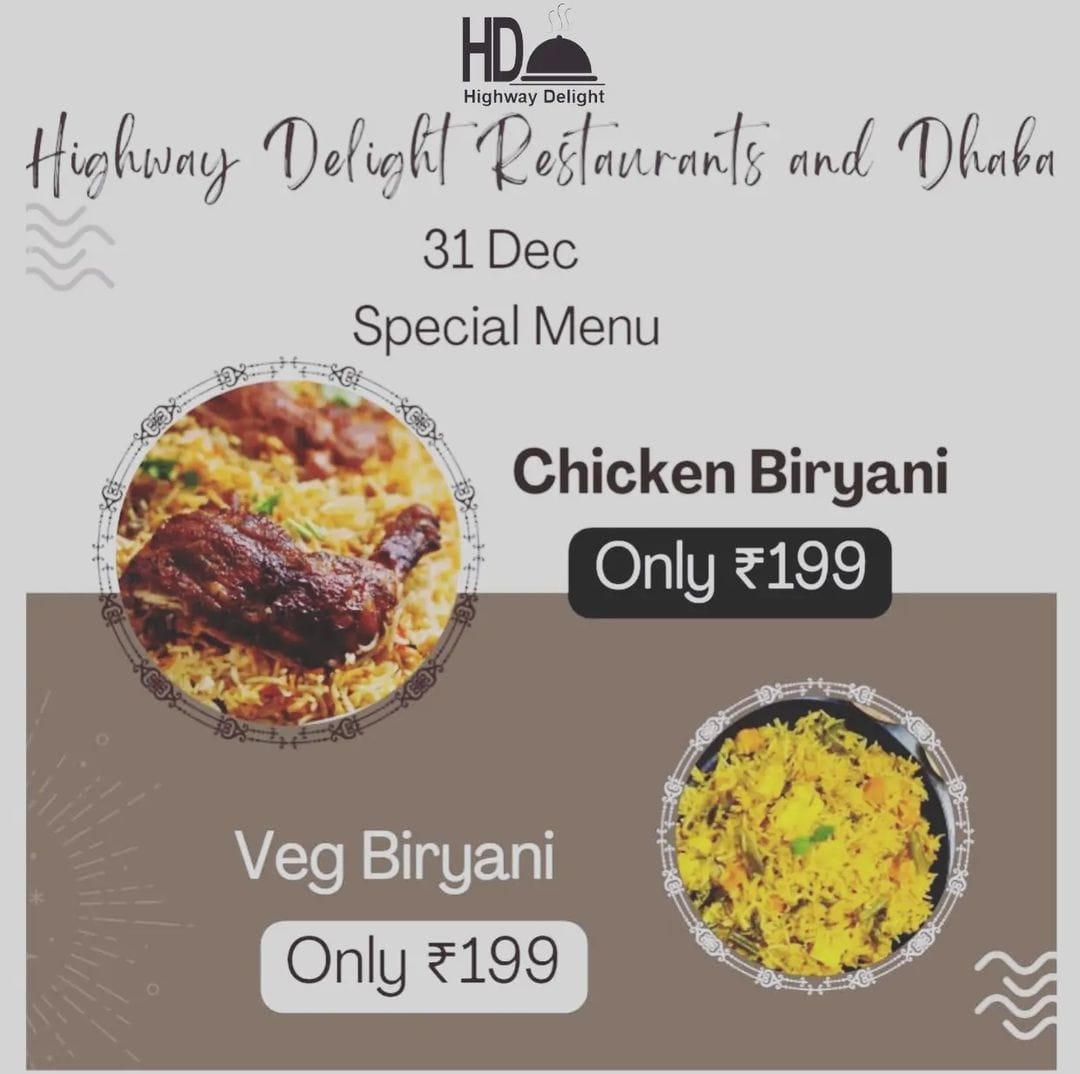 HD
Highway Delight
Highway Delight Restaurants and Dhaba
31 Dec
Special Menu
Chicken Biryani
Only ₹199
Veg Biryani
Only ₹199